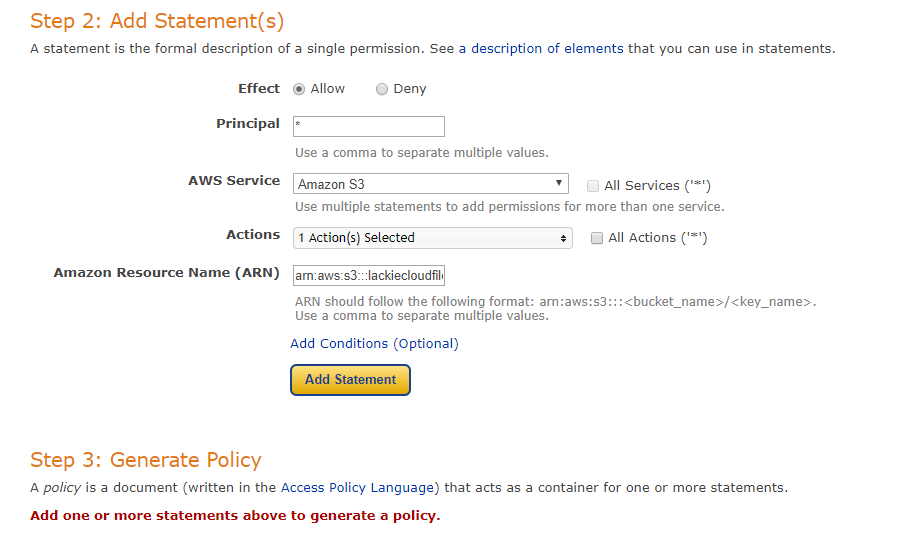 Step 2: Add Statement(s)
A statement is the formal description of a single permission. See a description of elements that you can use in statements.
Effect Allow Deny
Principal *
Use a comma to separate multiple values.
AWS Service Amazon S3 All Services ('*')
Use multiple statements to add permissions for more than one service.
Actions 1 Action(s) Selected All Actions ('*')
Amazon Resource Name (ARN) arn:aws:s3:::lackiecloudfil
ARN should follow the following format: arn:aws:s3:::<bucket_name>/<key_name>.
Use a comma to separate multiple values.
Add Conditions (Optional)
Add Statement
Step 3: Generate Policy
A policy is a document (written in the Access Policy Language) that acts as a container for one or more statements.
Add one or more statements above to generate a policy.